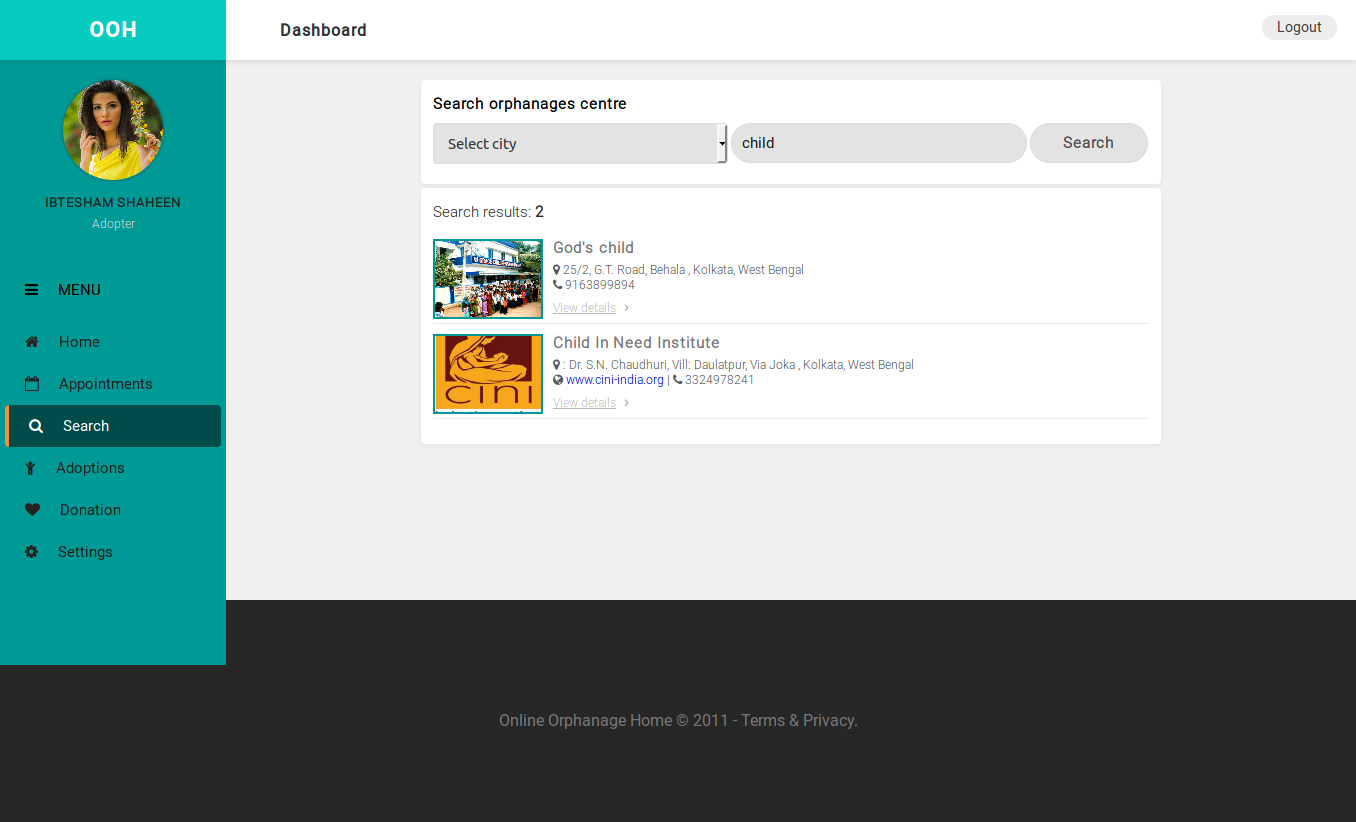 OOH
Dashboard
Logout
IBTESHAM SHAHEEN
Adopter
MENU
Home
Appointments
Search
Adoptions
Donation
Settings
Search orphanages centre
Select city
child
Search
Search results: 2
God's child
25/2, G.T. Road, Behala , Kolkata, West Bengal
9163899894
View details ›
cini
Child In Need Institute
: Dr. S.N. Chaudhuri, Vill: Daulatpur, Via Joka , Kolkata, West Bengal
www.cini-india.org | 3324978241
View details ›
Online Orphanage Home © 2011 - Terms & Privacy.